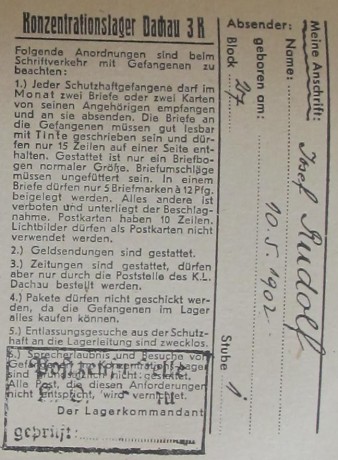 Konzentrationslager Dachau 3 K
Folgende Anordnungen sind beim
Schriftverkehr mit Gefangenen zu
beachten:
1.) Jeder Schutzhaftgefangene darf im
Monat zwei Briefe oder zwei Karten
von seinen Angehörigen empfangen
und an sie absenden. Die Briefe an
die Gefangenen müssen gut lesbar
mit Tinte geschrieben sein und dür-
fen nur 15 Zeilen auf einer Seite ent-
halten. Gestattet ist nur ein Briefbo-
gen normaler Größe. Briefumschläge
müssen ungefüttert sein. In einem
Briefe dürfen nur 5 Briefmarken à 12 Pfg.
beigelegt werden. Alles andere ist
verboten und unterliegt der Beschlag-
nahme. Postkarten haben 10 Zeilen.
Lichtbilder dürfen als Postkarten nicht
verwendet werden.
2.) Geldsendungen sind gestattet.
3.) Zeitungen sind gestattet, dürfen
aber nur durch die Poststelle des K.L.
Dachau bestellt werden.
4.) Pakete dürfen nicht geschickt wer-
den, da die Gefangenen im Lager
alles kaufen können.
5.) Entlassungsgesuche aus der Schutz-
haft an die Lagerleitung sind zwecklos.
6.) Sprecherlaubnis und Besuche von
Gefangenen im Konzentrations-Lager
sind grundsätzlich nicht gestattet.
Alle Post, die diesen Anforderungen
nicht entspricht, wird vernichtet.
Der Lagerkommandant
geprüft:
Meine Anschrift:
Absender:
Name: Josef Rudolf
geboren am: 10.5.1902
Block 27 Stube